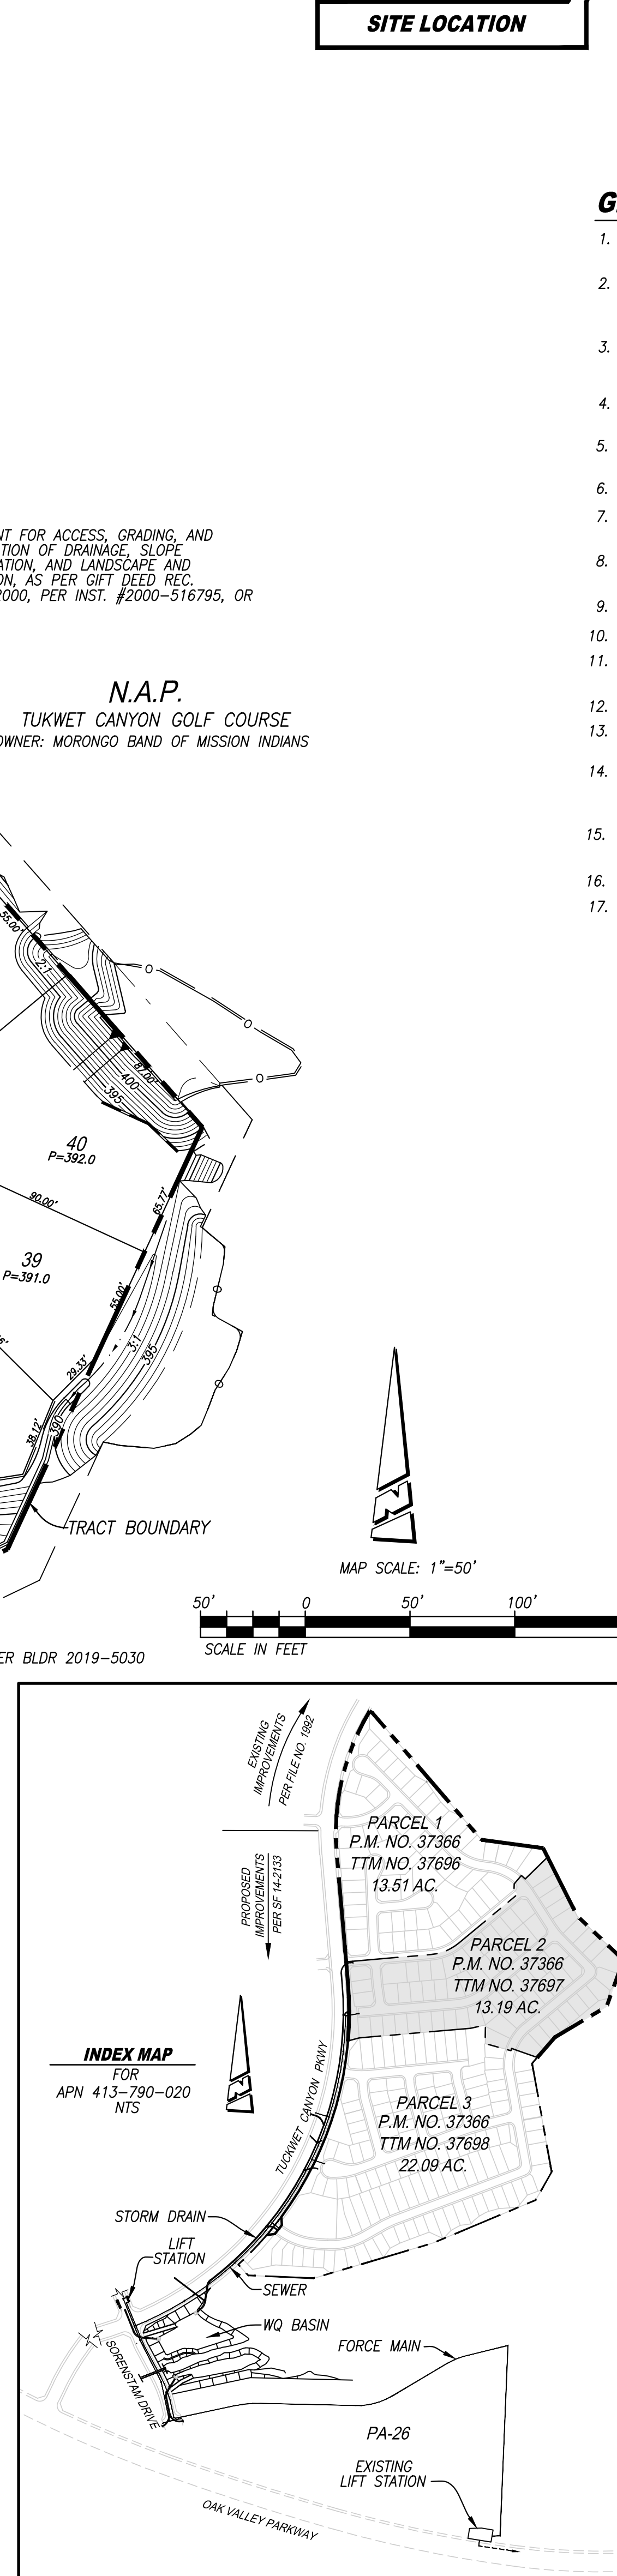 SITE LOCATION
1.
2.
3.
4.
5.
6.
7.
8.
9.
10.
11.
12.
13.
14.
15.
16.
17.
NT FOR ACCESS, GRADING, AND
TION OF DRAINAGE, SLOPE
ATION, AND LANDSCAPE AND
ON, AS PER GIFT DEED REC.
2000, PER INST. #2000-516795, OR
N.A.P.
TUKWET CANYON GOLF COURSE
OWNER: MORONGO BAND OF MISSION INDIANS
55.00'
2:1
87.00'
400
395
40
P=392.0
65.77'
90.00'
39
P=391.0
55.00'
3:1
395
29.33'
38.12'
390
TRACT BOUNDARY
N
MAP SCALE: 1"=50'
50' 0 50' 100'
SCALE IN FEET
ER BLDR 2019-5030
EXISTING
IMPROVEMENTS
PER FILE NO. 1992
PROPOSED
IMPROVEMENTS
PER SF 14-2133
PARCEL 1
P.M. NO. 37366
TTM NO. 37696
13.51 AC.
PARCEL 2
P.M. NO. 37366
TTM NO. 37697
13.19 AC.
INDEX MAP
FOR
APN 413-790-020
NTS
N
TUCKWET CANYON PKWY
PARCEL 3
P.M. NO. 37366
TTM NO. 37698
22.09 AC.
STORM DRAIN
LIFT
STATION
SEWER
WQ BASIN
FORCE MAIN
SORENSTAM DRIVE
PA-26
EXISTING
LIFT STATION
OAK VALLEY PARKWAY